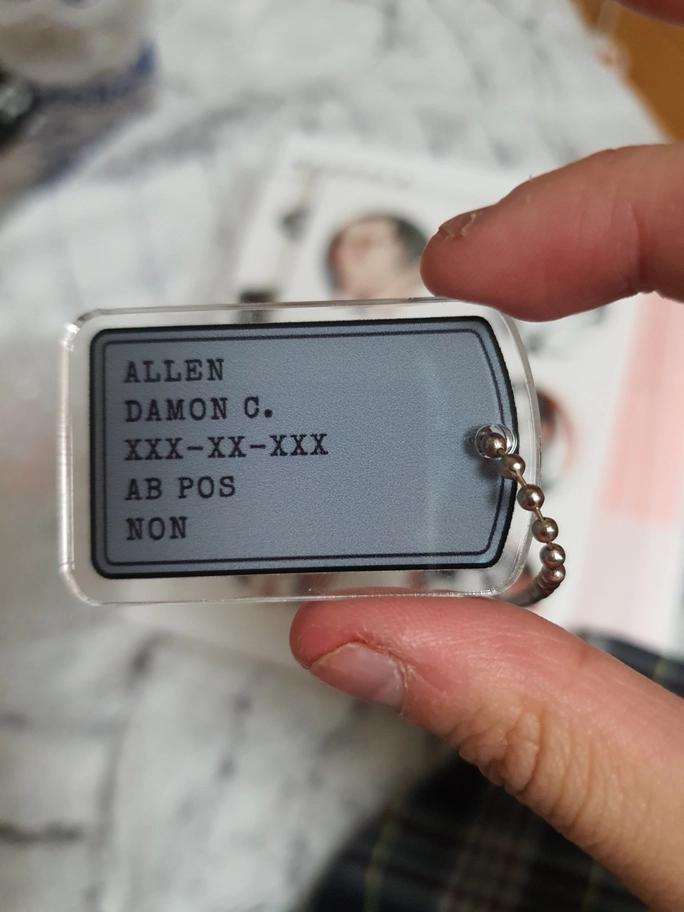 ALLEN
DAMON C.
XXX-XX-XXX
AB POS
NON